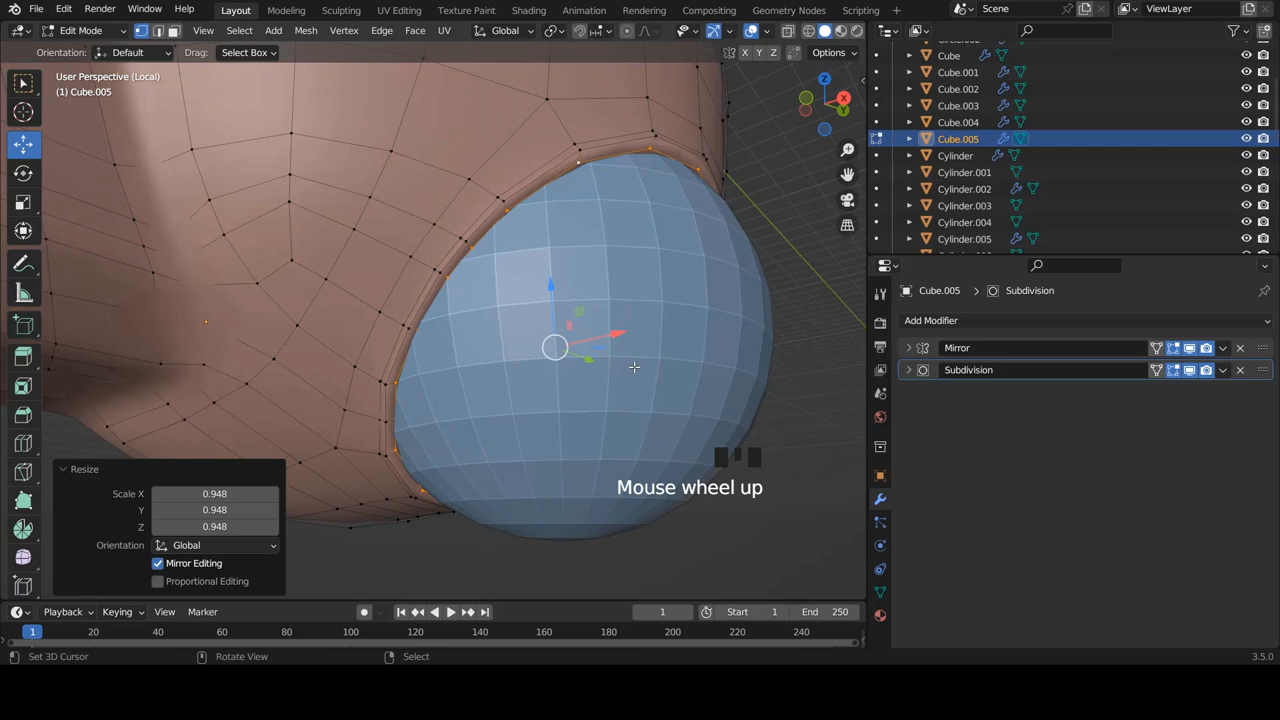 File Edit Render Window Help Layout Modeling Sculpting UV Editing Texture Paint Shading Animation Rendering Compositing Geometry Nodes Scripting + Scene ViewLayer
Edit Mode View Select Add Mesh Vertex Edge Face UV Global
Orientation: Default Drag: Select Box X Y Z Options
User Perspective (Local)
(1) Cube.005
Z
X
Y
Cube
Cube.001
Cube.002
Cube.003
Cube.004
Cube.005
Cylinder
Cylinder.001
Cylinder.002
Cylinder.003
Cylinder.004
Cylinder.005
Cube.005 > Subdivision
Add Modifier
Mirror
Subdivision
Mouse wheel up
Resize
Scale X 0.948
Y 0.948
Z 0.948
Orientation Global
Mirror Editing
Proportional Editing
Playback Keying View Marker 1 Start 1 End 250
1 20 40 60 80 100 120 140 160 180 200 220 240
Set 3D Cursor Rotate View Select 3.5.0